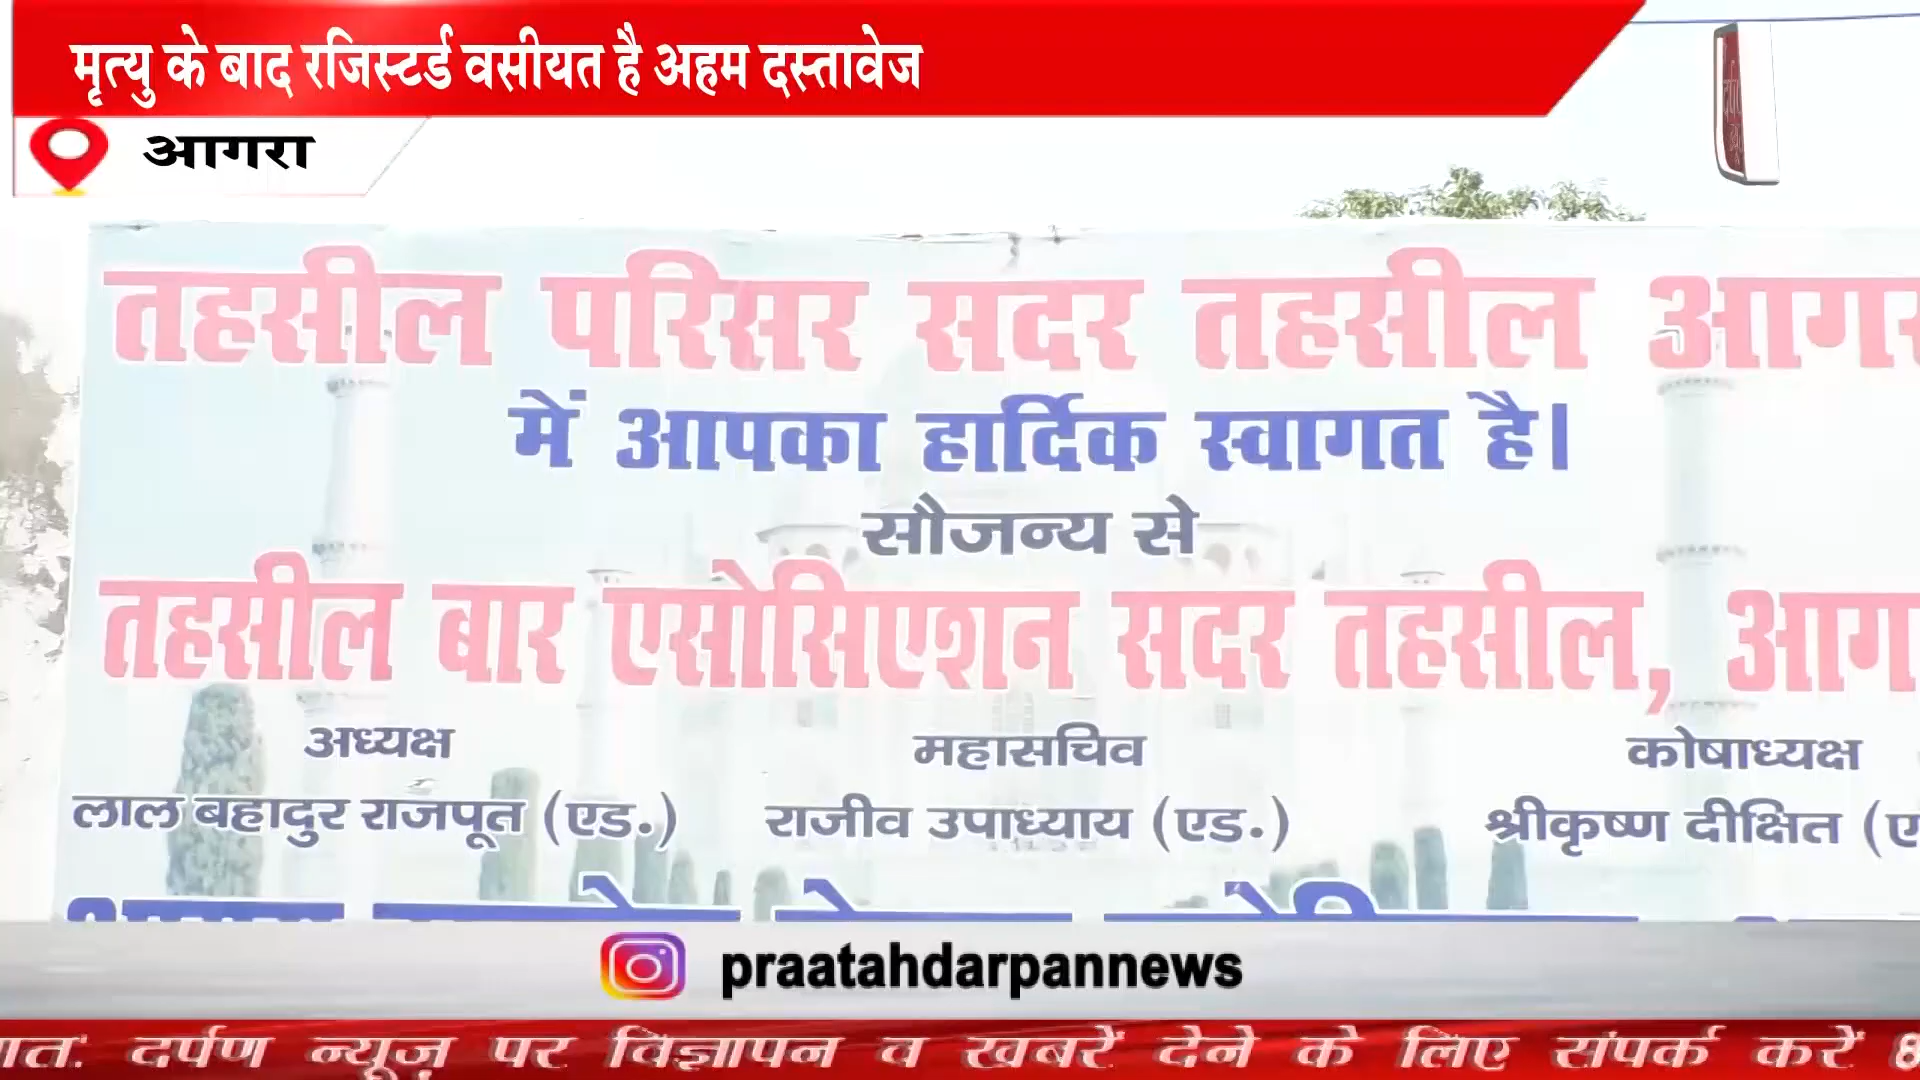 मृत्यु के बाद रजिस्टर्ड वसीयत है अहम दस्तावेज
आगरा
तहसील परिसर सदर तहसील
में आपका हार्दिक स्वागत है।
सौजन्य से
तहसील बार एसोसिएशन सदर तहसील,
अध्यक्ष महासचिव कोषाध्यक्ष
लाल बहादुर राजपूत (एड.) राजीव उपाध्याय (एड.) श्रीकृष्ण दीक्षित
praatahdarpannews
दर्पण न्यूज़ पर विज्ञापन व खबरें देने के लिए संपर्क करें